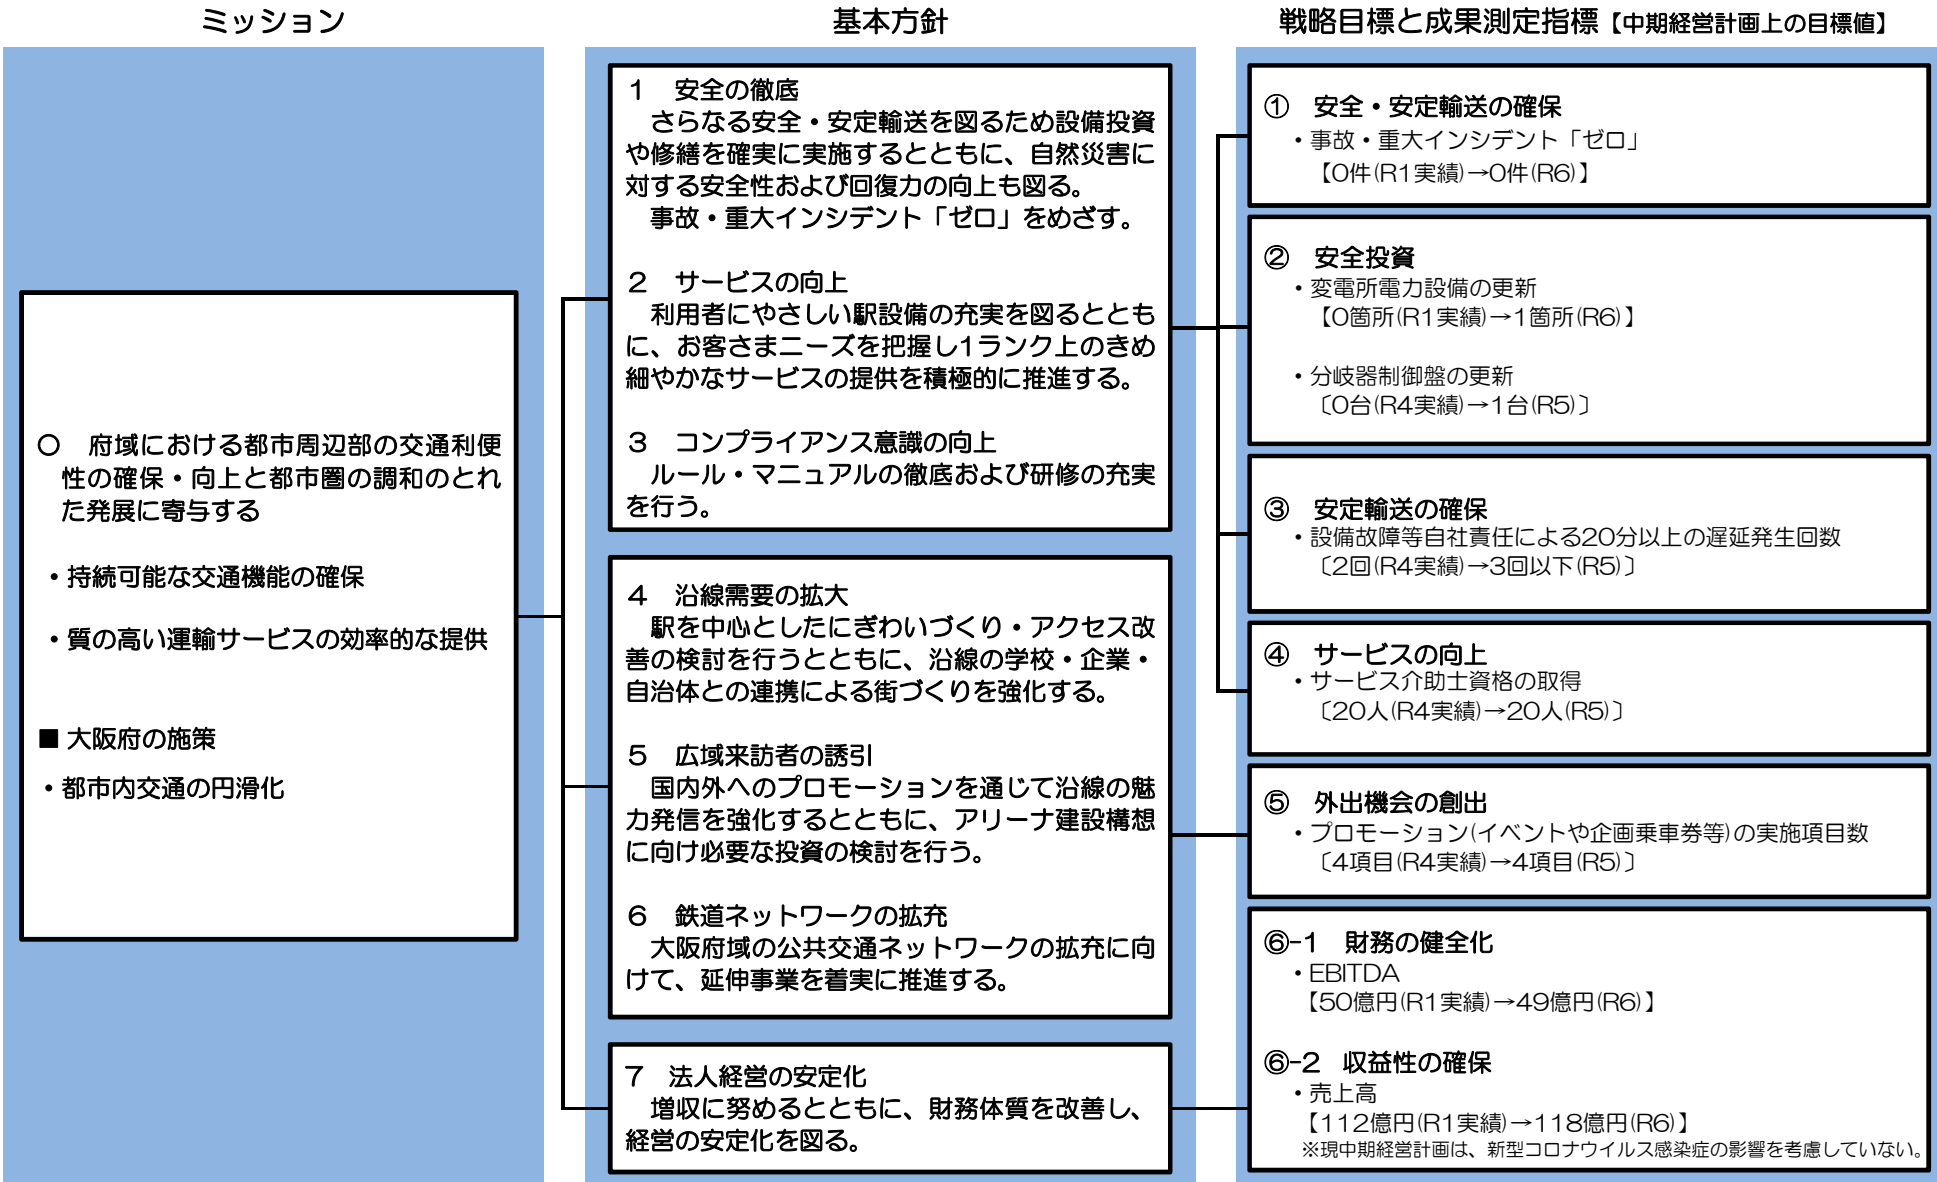 ミッション
基本方針
戦略目標と成果測定指標【中期経営計画上の目標値】
○　府域における都市周辺部の交通利便
性の確保・向上と都市圏の調和のとれ
た発展に寄与する
・持続可能な交通機能の確保
・質の高い運輸サービスの効率的な提供
■ 大阪府の施策
・都市内交通の円滑化
１　安全の徹底
さらなる安全・安定輸送を図るため設備投資
や修繕を確実に実施するとともに、自然災害に
対する安全性および回復力の向上も図る。
事故・重大インシデント「ゼロ」をめざす。
２　サービスの向上
利用者にやさしい駅設備の充実を図るととも
に、お客さまニーズを把握し1ランク上のきめ
細やかなサービスの提供を積極的に推進する。
３　コンプライアンス意識の向上
ルール・マニュアルの徹底および研修の充実
を行う。
４　沿線需要の拡大
駅を中心としたにぎわいづくり・アクセス改
善の検討を行うとともに、沿線の学校・企業・
自治体との連携による街づくりを強化する。
５　広域来訪者の誘引
国内外へのプロモーションを通じて沿線の魅
力発信を強化するとともに、アリーナ建設構想
に向け必要な投資の検討を行う。
６　鉄道ネットワークの拡充
大阪府域の公共交通ネットワークの拡充に向
けて、延伸事業を着実に推進する。
７　法人経営の安定化
増収に努めるとともに、財務体質を改善し、
経営の安定化を図る。
①　安全・安定輸送の確保
・事故・重大インシデント「ゼロ」
【0件(R1実績)→0件(R6)】
②　安全投資
・変電所電力設備の更新
【0箇所(R1実績)→1箇所(R6)】
・分岐器制御盤の更新
〔0台(R4実績)→1台(R5)〕
③　安定輸送の確保
・設備故障等自社責任による20分以上の遅延発生回数
〔2回(R4実績)→3回以下(R5)〕
④　サービスの向上
・サービス介助士資格の取得
〔20人(R4実績)→20人(R5)〕
⑤　外出機会の創出
・プロモーション(イベントや企画乗車券等)の実施項目数
〔4項目(R4実績)→4項目(R5)〕
⑥-1　財務の健全化
・EBITDA
【50億円(R1実績)→49億円(R6)】
⑥-2　収益性の確保
・売上高
【112億円(R1実績)→118億円(R6)】
※現中期経営計画は、新型コロナウイルス感染症の影響を考慮していない。